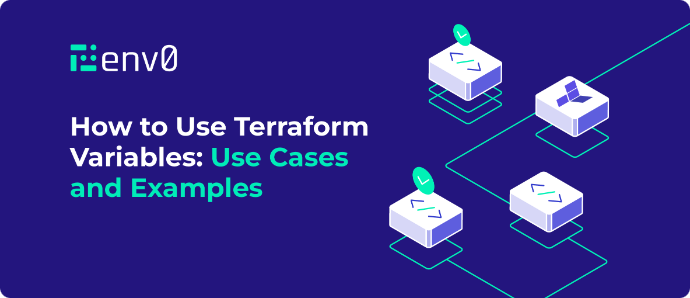 env0
How to Use Terraform
Variables: Use Cases
and Examples